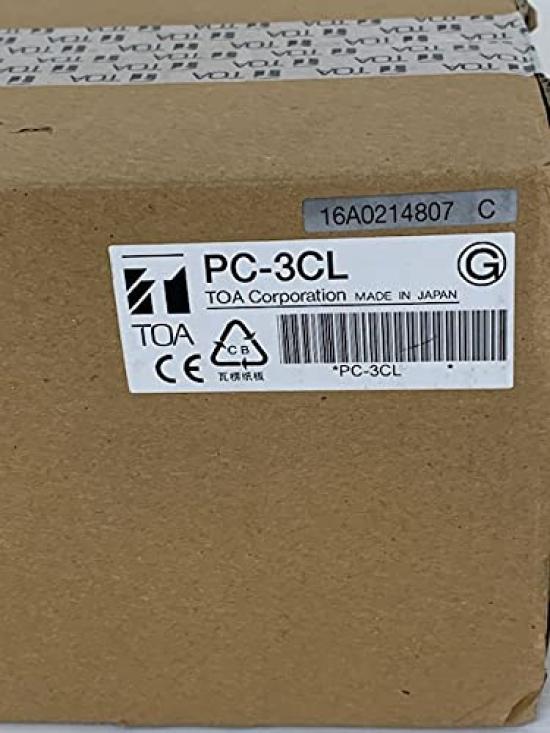 TOA TOA TOA TOA TOA
16A0214807 C
PC-3CL
G
TOA Corporation MADE IN JAPAN
TOA
CB
CE
瓦楞纸板
*PC-3CL *